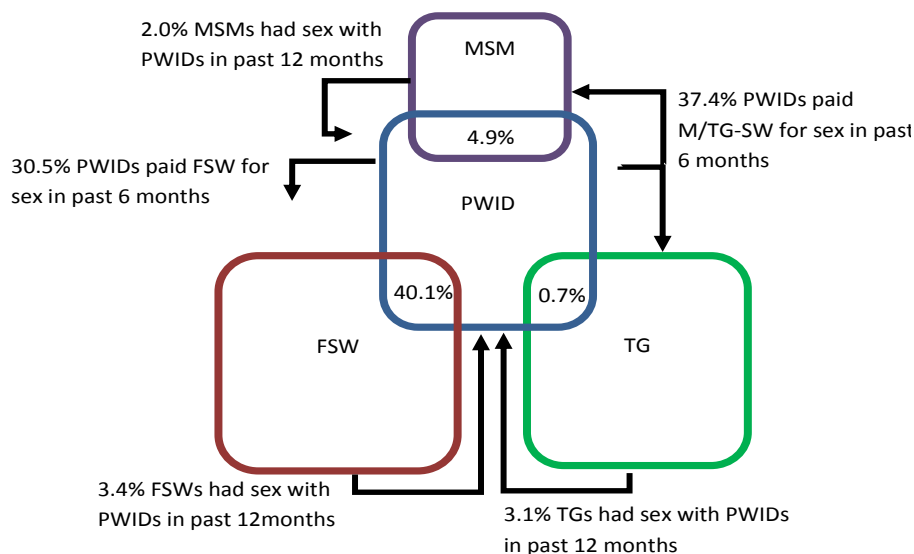 2.0% MSMs had sex with
PWIDs in past 12 months
MSM
37.4% PWIDs paid
M/TG-SW for sex in past
6 months
4.9%
30.5% PWIDs paid FSW for
sex in past 6 months
PWID
40.1%
0.7%
FSW
TG
3.4% FSWs had sex with
PWIDs in past 12months
3.1% TGs had sex with PWIDs
in past 12 months